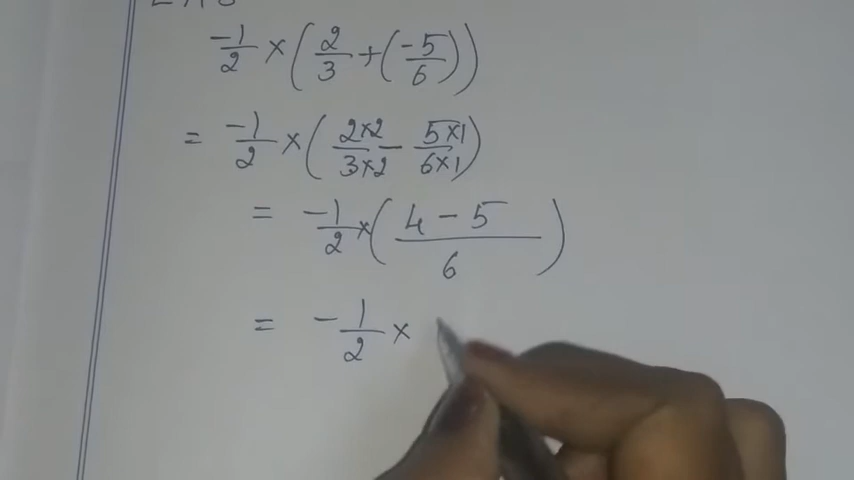 -1/2 × (2/3 + (-5/6))
= -1/2 × (2×2/3×2 - 5×1/6×1)
= -1/2 × (4 - 5/6)
= -1/2 ×